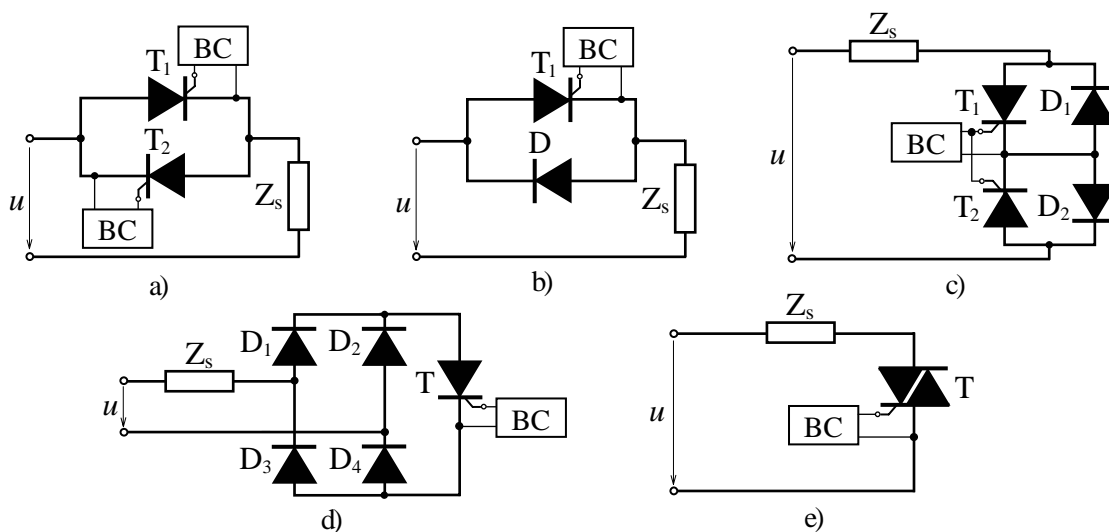 BC
T1
T2
u
BC
Zs
a)
BC
T1
D
u
Zs
b)
Zs
T1
D1
BC
u
T2
D2
c)
D1
D2
Zs
T
u
BC
D3
D4
d)
Zs
T
u
BC
e)